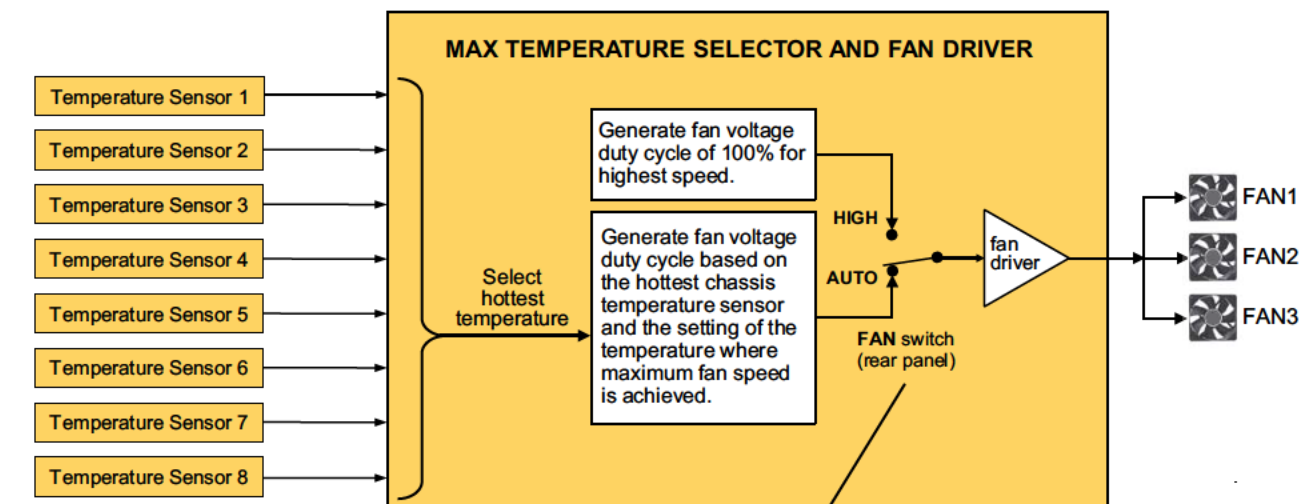 MAX TEMPERATURE SELECTOR AND FAN DRIVER
Temperature Sensor 1
Temperature Sensor 2
Temperature Sensor 3
Temperature Sensor 4
Temperature Sensor 5
Temperature Sensor 6
Temperature Sensor 7
Temperature Sensor 8
Select
hottest
temperature
Generate fan voltage
duty cycle of 100% for
highest speed.
Generate fan voltage
duty cycle based on
the hottest chassis
temperature sensor
and the setting of the
temperature where
maximum fan speed
is achieved.
HIGH
AUTO
FAN switch
(rear panel)
fan
driver
FAN1
FAN2
FAN3